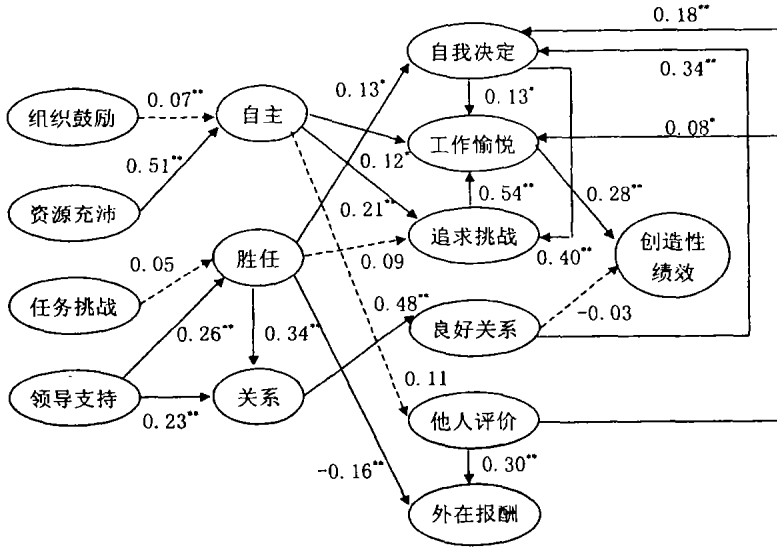 0.18**
自我决定
0.34**
0.13*
0.07**
0.13*
组织鼓励
自主
0.08*
工作愉悦
0.12*
0.51**
0.54**
0.28**
0.21**
资源充沛
追求挑战
创造性
绩效
胜任
0.40**
0.05
0.09
任务挑战
0.48**
-0.03
0.26**
0.34**
良好关系
领导支持
关系
0.11
0.23**
他人评价
-0.16**
0.30**
外在报酬